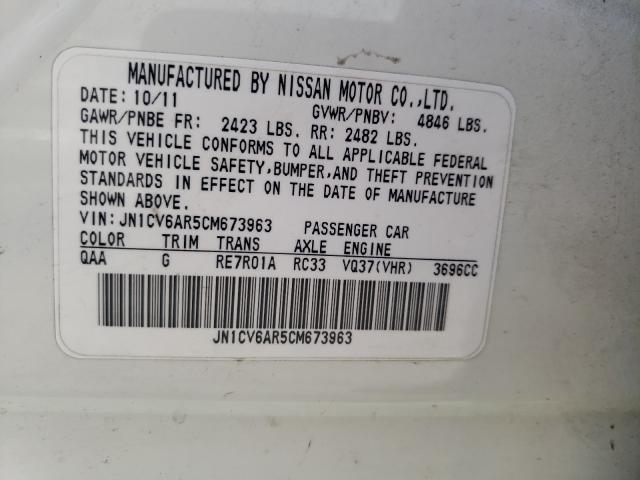 MANUFACTURED BY NISSAN MOTOR CO.,LTD.
DATE: 10/11 GVWR/PNBV: 4846 LBS.
GAWR/PNBE FR: 2423 LBS. RR: 2482 LBS.
THIS VEHICLE CONFORMS TO ALL APPLICABLE FEDERAL
MOTOR VEHICLE SAFETY,BUMPER,AND THEFT PREVENTION
STANDARDS IN EFFECT ON THE DATE OF MANUFACTURE
SHOWN ABOVE.
VIN: JN1CV6AR5CM673963 PASSENGER CAR
COLOR TRIM TRANS AXLE ENGINE
QAA G RE7R01A RC33 VQ37(VHR) 3696CC
JN1CV6AR5CM673963